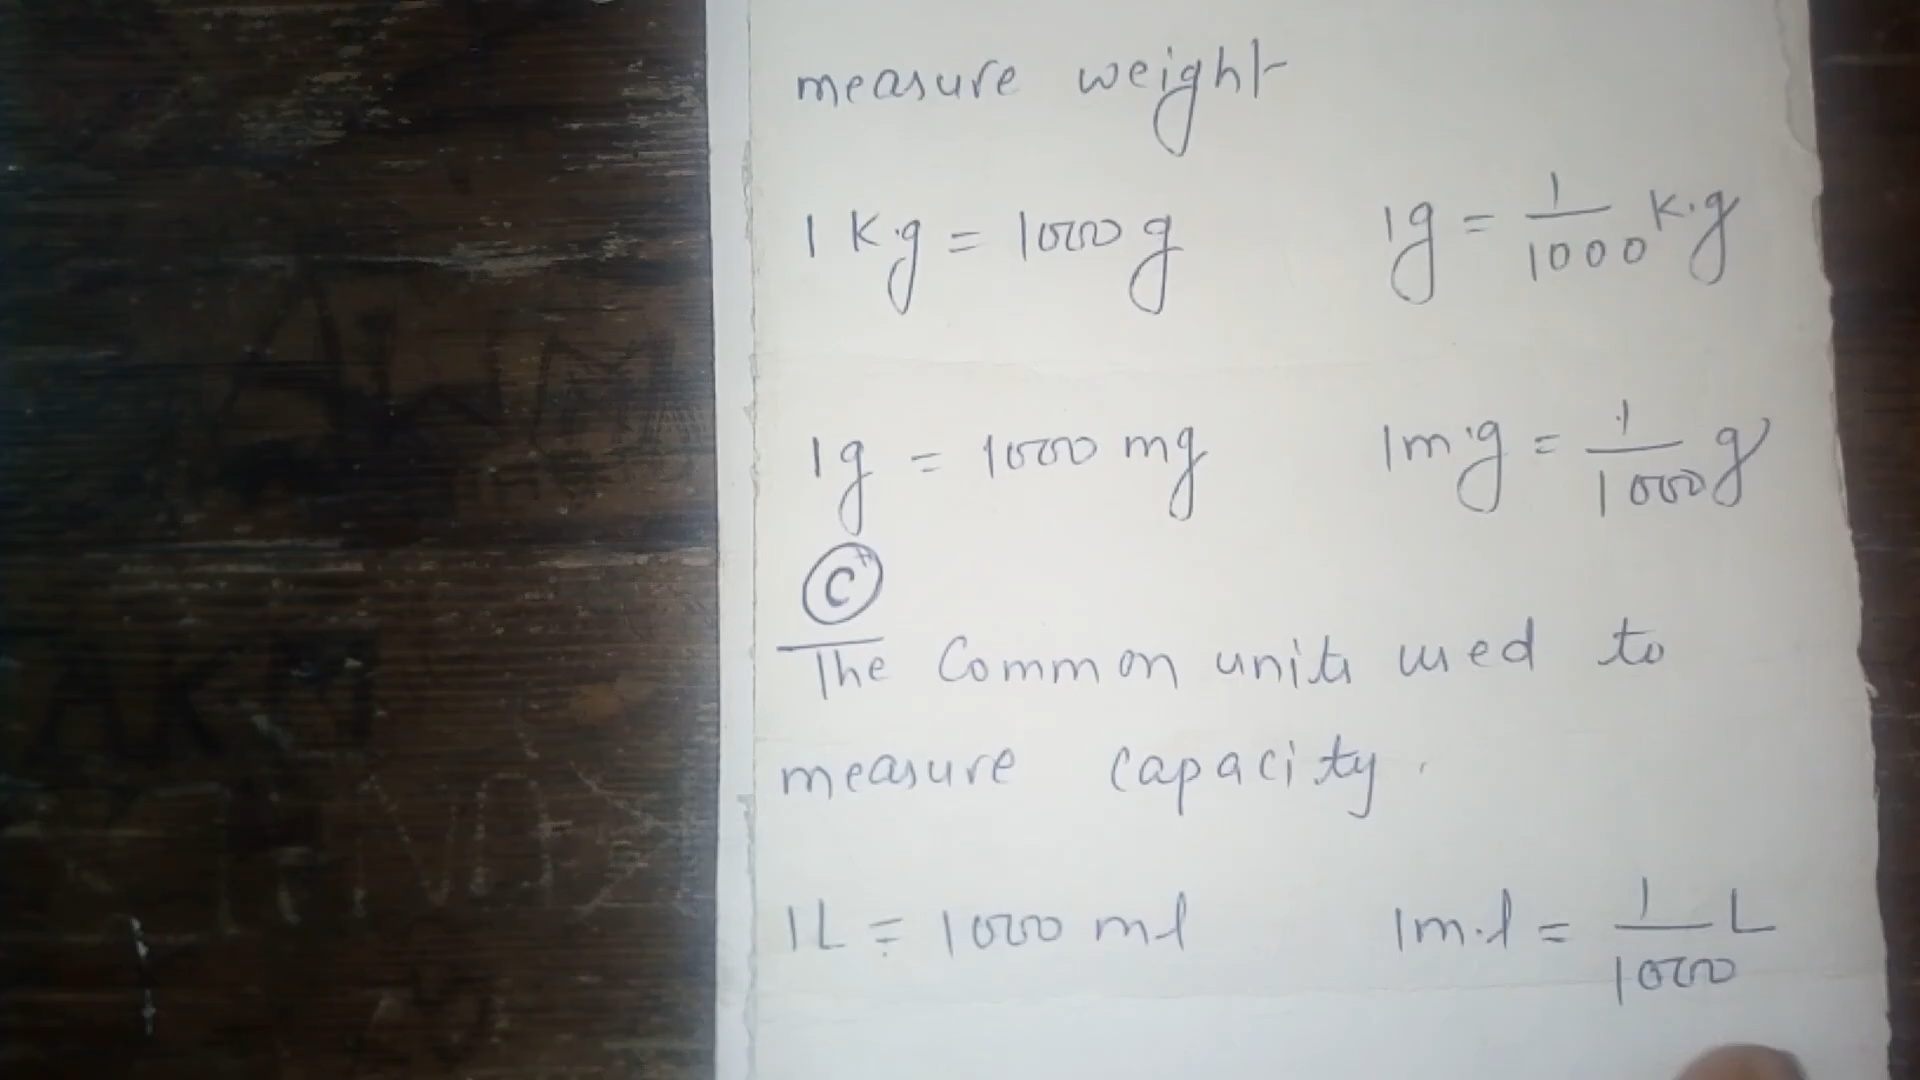 measure weight
1 K.g = 1000 g 1g = 1/1000 K.g
1g = 1000 mg 1m.g = 1/1000 g
C
The Common units used to
measure capacity.
1L = 1000 ml 1m.l = 1/1000 L